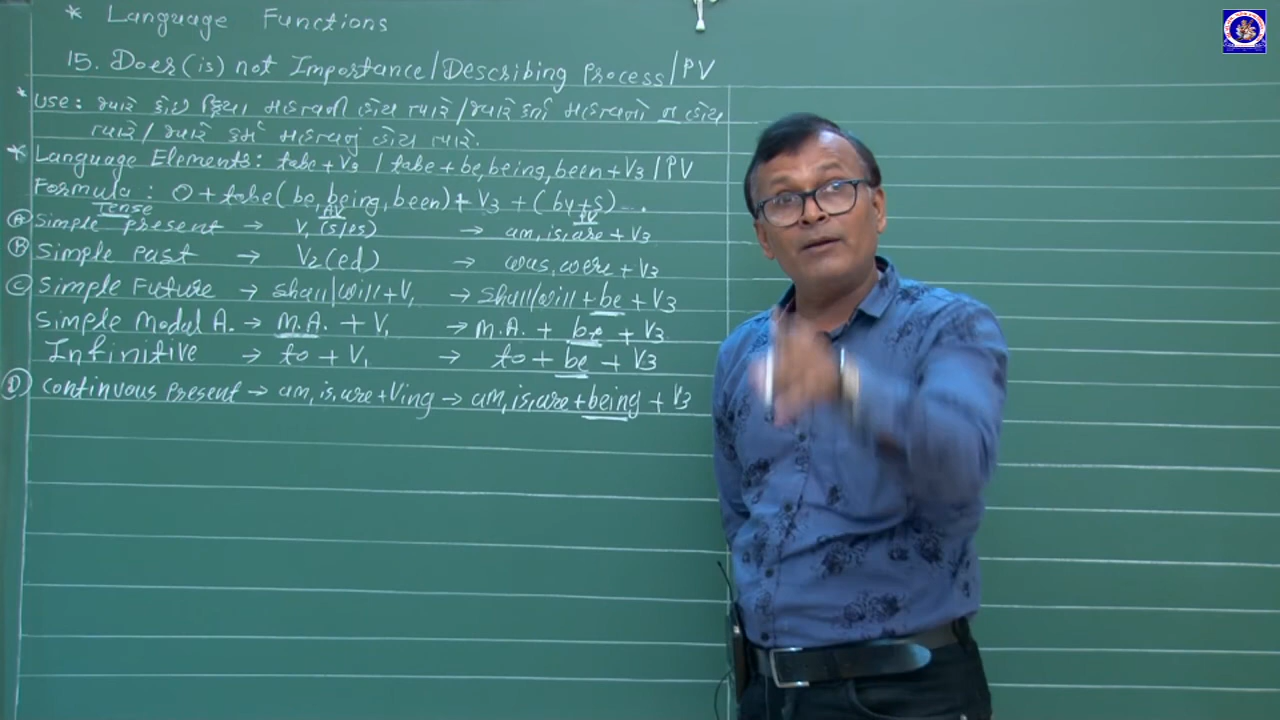 * Language Functions
15. Doer(is) not Importance/Describing Process/PV
* Use: જ્યારે કોઇ ક્રિયા મહત્વની હોય ત્યારે/જ્યારે કર્તા મહત્વનો ન હોય
ત્યારે/જ્યારે કર્મ મહત્વનું હોય ત્યારે.
* Language Elements: tobe+V3 / tobe+be,being,been+V3/PV
Formula: O+tobe(be,being,been)+V3+(by+S)...
Tense AV PV
Ⓐ Simple present → V1(s/es) → am,is,are+V3
Ⓑ Simple Past → V2(ed) → was,were+V3
Ⓒ Simple Future → shall/will+V1 → Shall/will+be+V3
Simple Modal A. → M.A. + V1 → M.A. + be + V3
Infinitive → to + V1 → to + be + V3
Ⓓ Continuous Present → am,is,are+Ving → am,is,are+being + V3